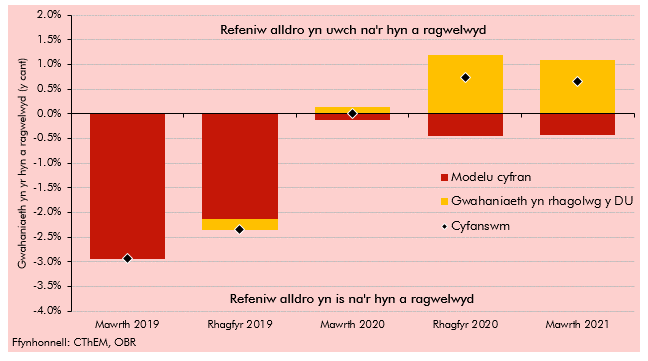 Refeniw alldro yn uwch na'r hyn a ragwelwyd
Gwahaniaeth yn yr hyn a ragwelwyd (y cant)
2.0%
1.5%
1.0%
0.5%
0.0%
-0.5%
-1.0%
-1.5%
-2.0%
-2.5%
-3.0%
-3.5%
-4.0%
Modelu cyfran
Gwahaniaeth yn rhagolwg y DU
Cyfanswm
Refeniw alldro yn is na'r hyn a ragwelwyd
Mawrth 2019
Rhagfyr 2019
Mawrth 2020
Rhagfyr 2020
Mawrth 2021
Ffynhonnell: CThEM, OBR